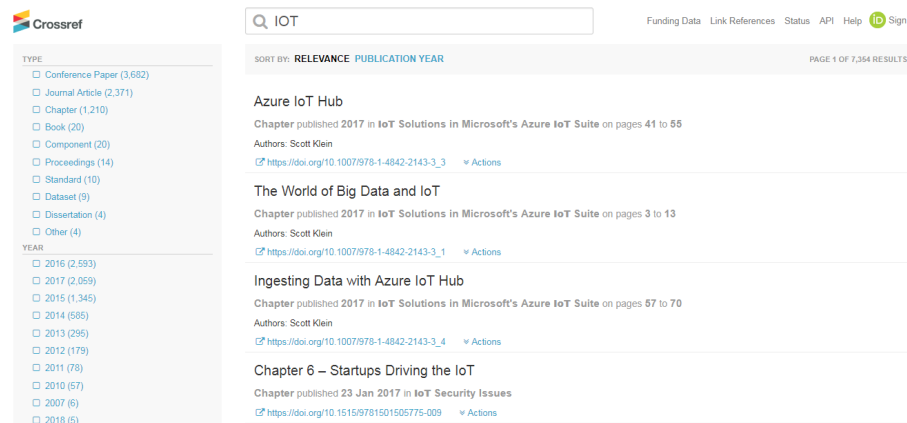 Crossref
IOT
Funding Data Link References Status API Help iD Sign
TYPE
Conference Paper (3,682)
Journal Article (2,371)
Chapter (1,210)
Book (20)
Component (20)
Proceedings (14)
Standard (10)
Dataset (9)
Dissertation (4)
Other (4)
YEAR
2016 (2,593)
2017 (2,059)
2015 (1,345)
2014 (585)
2013 (295)
2012 (179)
2011 (78)
2010 (57)
2007 (6)
2018 (5)
SORT BY: RELEVANCE PUBLICATION YEAR
PAGE 1 OF 7,354 RESULTS
Azure IoT Hub
Chapter published 2017 in IoT Solutions in Microsoft's Azure IoT Suite on pages 41 to 55
Authors: Scott Klein
https://doi.org/10.1007/978-1-4842-2143-3_3 Actions
The World of Big Data and IoT
Chapter published 2017 in IoT Solutions in Microsoft's Azure IoT Suite on pages 3 to 13
Authors: Scott Klein
https://doi.org/10.1007/978-1-4842-2143-3_1 Actions
Ingesting Data with Azure IoT Hub
Chapter published 2017 in IoT Solutions in Microsoft's Azure IoT Suite on pages 57 to 70
Authors: Scott Klein
https://doi.org/10.1007/978-1-4842-2143-3_4 Actions
Chapter 6 – Startups Driving the IoT
Chapter published 23 Jan 2017 in IoT Security Issues
https://doi.org/10.1515/9781501505775-009 Actions